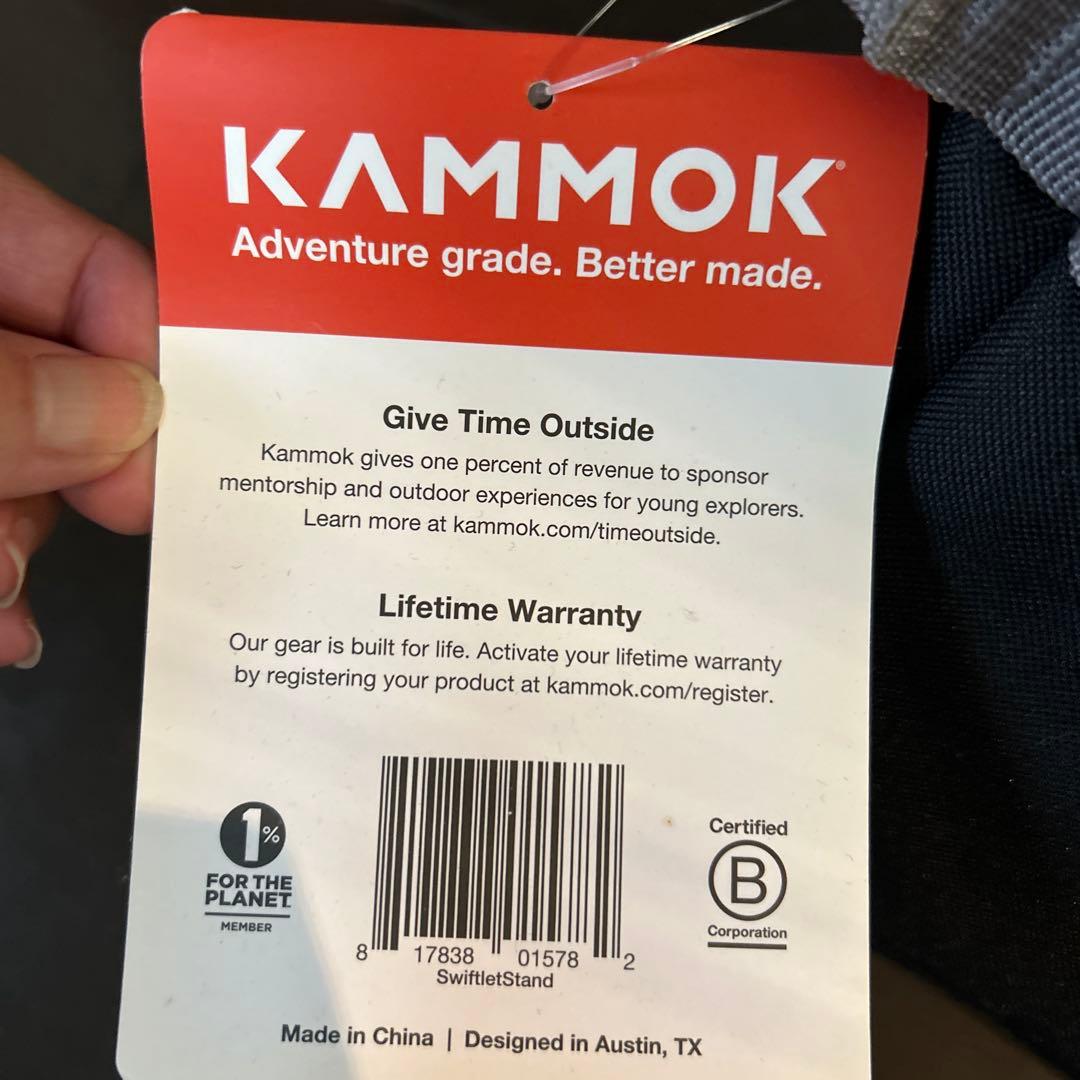 KAMMOK®
Adventure grade. Better made.
Give Time Outside
Kammok gives one percent of revenue to sponsor
mentorship and outdoor experiences for young explorers.
Learn more at kammok.com/timeoutside.
Lifetime Warranty
Our gear is built for life. Activate your lifetime warranty
by registering your product at kammok.com/register.
1%
FOR THE
PLANET
MEMBER
8 17838 01578 2
SwiftletStand
Certified
B
Corporation
Made in China | Designed in Austin, TX